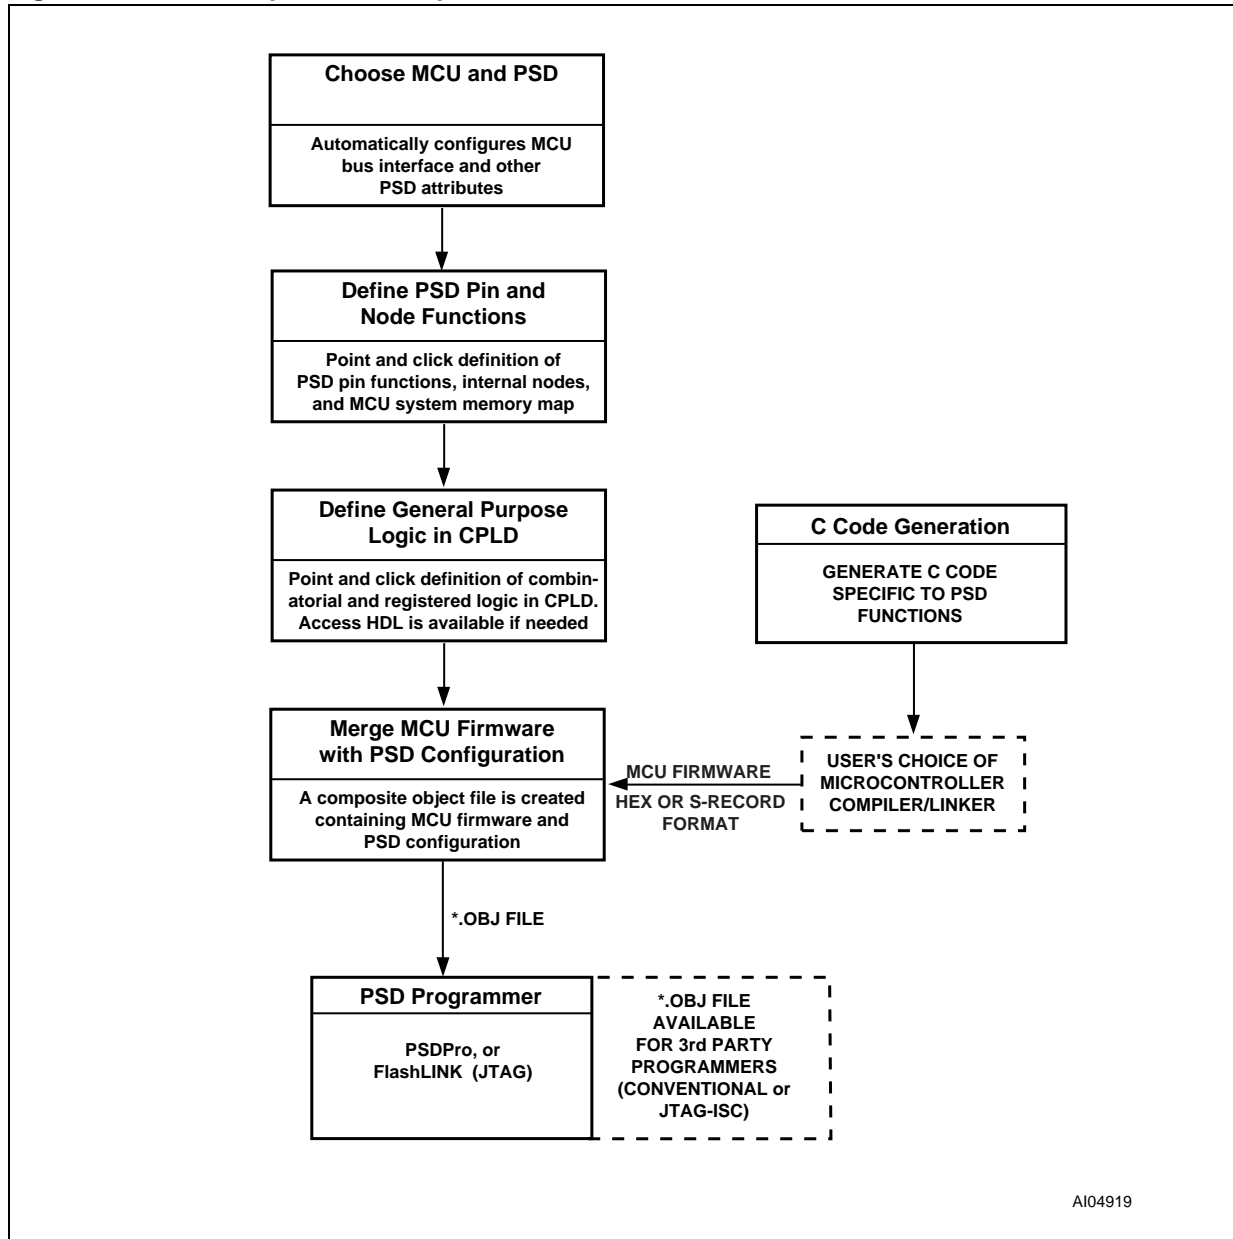 Choose MCU and PSD
Automatically configures MCU
bus interface and other
PSD attributes
Define PSD Pin and
Node Functions
Point and click definition of
PSD pin functions, internal nodes,
and MCU system memory map
Define General Purpose
Logic in CPLD
Point and click definition of combin-
atorial and registered logic in CPLD.
Access HDL is available if needed
C Code Generation
GENERATE C CODE
SPECIFIC TO PSD
FUNCTIONS
Merge MCU Firmware
with PSD Configuration
A composite object file is created
containing MCU firmware and
PSD configuration
MCU FIRMWARE
HEX OR S-RECORD
FORMAT
USER'S CHOICE OF
MICROCONTROLLER
COMPILER/LINKER
*.OBJ FILE
PSD Programmer
PSDPro, or
FlashLINK (JTAG)
*.OBJ FILE
AVAILABLE
FOR 3rd PARTY
PROGRAMMERS
(CONVENTIONAL or
JTAG-ISC)
AI04919